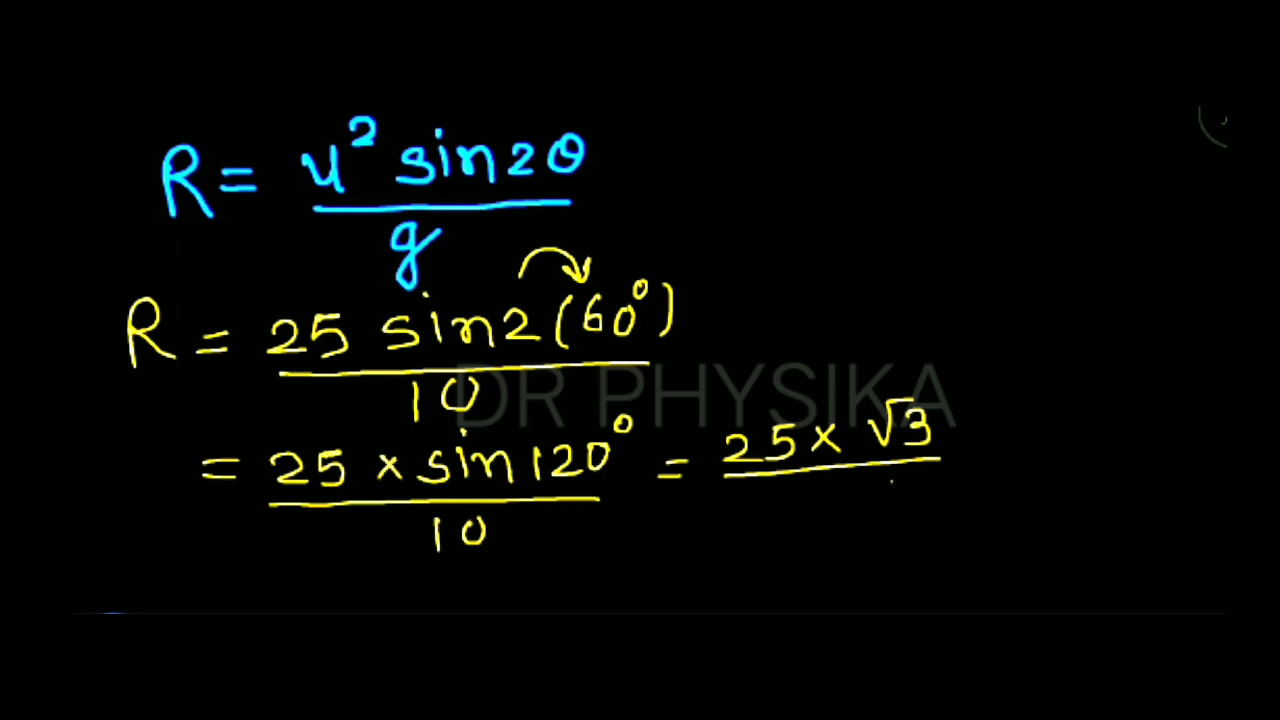 R = u² sin2θ / g
R = 25 sin2(60°) / 10
DR PHYSIKA
= 25 × sin120° / 10 = 25 × √3